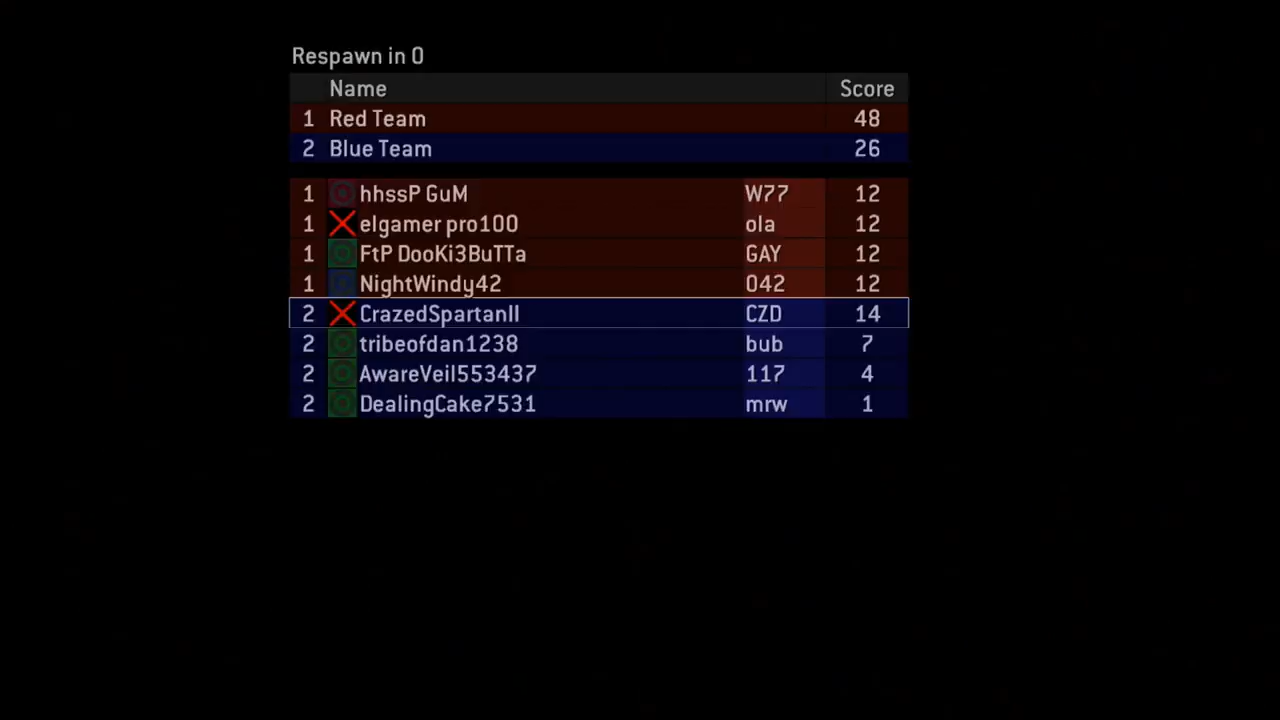 Respawn in 0
Name Score
1 Red Team 48
2 Blue Team 26
1 hhssP GuM W77 12
1 elgamer pro100 ola 12
1 FtP DooKi3BuTTa GAY 12
1 NightWindy42 042 12
2 CrazedSpartanII CZD 14
2 tribeofdan1238 bub 7
2 AwareVeil553437 117 4
2 DealingCake7531 mrw 1